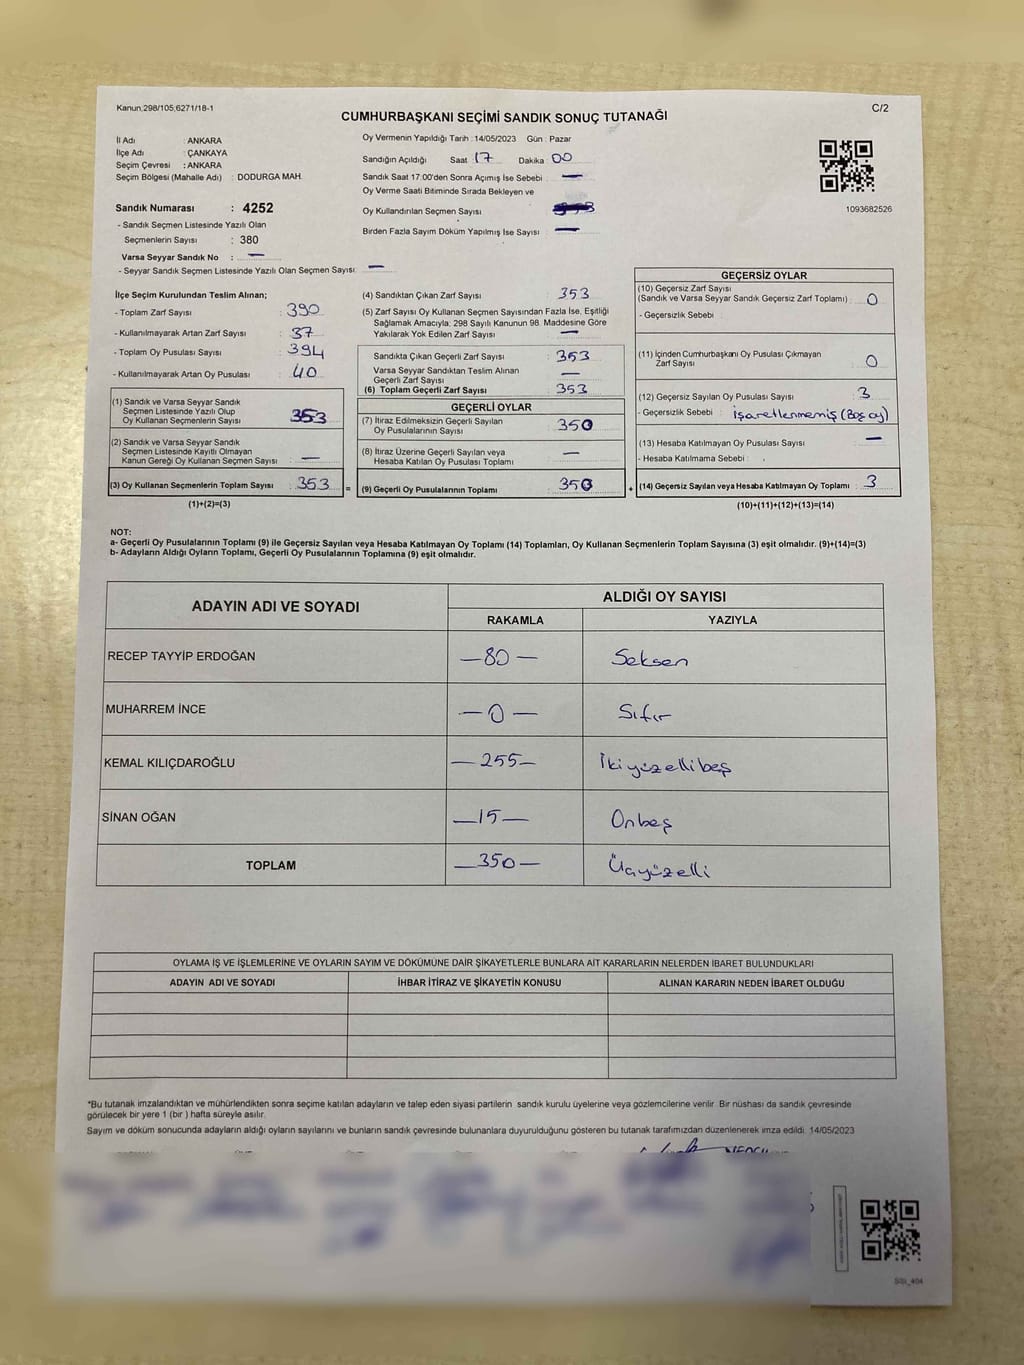 Kanun,298/105,6271/18-1
C/2
CUMHURBAŞKANI SEÇİMİ SANDIK SONUÇ TUTANAĞI
İl Adı : ANKARA
İlçe Adı : ÇANKAYA
Seçim Çevresi : ANKARA
Seçim Bölgesi (Mahalle Adı) : DODURGA MAH.
Sandık Numarası : 4252
- Sandık Seçmen Listesinde Yazılı Olan
Seçmenlerin Sayısı : 380
Varsa Seyyar Sandık No : —
- Seyyar Sandık Seçmen Listesinde Yazılı Olan Seçmen Sayısı: —
Oy Vermenin Yapıldığı Tarih : 14/05/2023 Gün : Pazar
Sandığın Açıldığı Saat 17 Dakika 00
Sandık Saat 17:00'den Sonra Açımış İse Sebebi : —
Oy Verme Saati Bitiminde Sırada Bekleyen ve
Oy Kullandırılan Seçmen Sayısı
Birden Fazla Sayım Döküm Yapılmış İse Sayısı : —
1093682526
İlçe Seçim Kurulundan Teslim Alınan;
- Toplam Zarf Sayısı : 390
- Kullanılmayarak Artan Zarf Sayısı : 37
- Toplam Oy Pusulası Sayısı : 394
- Kullanılmayarak Artan Oy Pusulası : 40
(1) Sandık ve Varsa Seyyar Sandık
Seçmen Listesinde Yazılı Olup
Oy Kullanan Seçmenlerin Sayısı : 353
(2) Sandık ve Varsa Seyyar Sandık
Seçmen Listesinde Kayıtlı Olmayan
Kanun Gereği Oy Kullanan Seçmen Sayısı : —
(3) Oy Kullanan Seçmenlerin Toplam Sayısı : 353 =
(1)+(2)=(3)
(4) Sandıktan Çıkan Zarf Sayısı : 353
(5) Zarf Sayısı Oy Kullanan Seçmen Sayısından Fazla İse, Eşitliği
Sağlamak Amacıyla, 298 Sayılı Kanunun 98. Maddesine Göre
Yakılarak Yok Edilen Zarf Sayısı : —
Sandıkta Çıkan Geçerli Zarf Sayısı : 353
Varsa Seyyar Sandıktan Teslim Alınan
Geçerli Zarf Sayısı : —
(6) Toplam Geçerli Zarf Sayısı : 353
GEÇERLİ OYLAR
(7) İtiraz Edilmeksizin Geçerli Sayılan
Oy Pusulalarının Sayısı : 350
(8) İtiraz Üzerine Geçerli Sayılan veya
Hesaba Katılan Oy Pusulası Toplamı : —
(9) Geçerli Oy Pusulalarının Toplamı : 350 +
GEÇERSİZ OYLAR
(10) Geçersiz Zarf Sayısı
(Sandık ve Varsa Seyyar Sandık Geçersiz Zarf Toplamı) : 0
- Geçersizlik Sebebi :
(11) İçinden Cumhurbaşkanı Oy Pusulası Çıkmayan
Zarf Sayısı : 0
(12) Geçersiz Sayılan Oy Pusulası Sayısı : 3
- Geçersizlik Sebebi : İşaretlenmemiş (Boş oy)
(13) Hesaba Katılmayan Oy Pusulası Sayısı : —
- Hesaba Katılmama Sebebi :
(14) Geçersiz Sayılan veya Hesaba Katılmayan Oy Toplamı : 3
(10)+(11)+(12)+(13)=(14)
NOT:
a- Geçerli Oy Pusulalarının Toplamı (9) ile Geçersiz Sayılan veya Hesaba Katılmayan Oy Toplamı (14) Toplamları, Oy Kullanan Seçmenlerin Toplam Sayısına (3) eşit olmalıdır. (9)+(14)=(3)
b- Adayların Aldığı Oyların Toplamı, Geçerli Oy Pusulalarının Toplamına (9) eşit olmalıdır.
ADAYIN ADI VE SOYADI ALDIĞI OY SAYISI
RAKAMLA YAZIYLA
RECEP TAYYİP ERDOĞAN —80— Seksen
MUHARREM İNCE —0— Sıfır
KEMAL KILIÇDAROĞLU —255— İkiyüzellibeş
SİNAN OĞAN —15— Onbeş
TOPLAM —350— Üçyüzelli
OYLAMA İŞ VE İŞLEMLERİNE VE OYLARIN SAYIM VE DÖKÜMÜNE DAİR ŞİKAYETLERLE BUNLARA AİT KARARLARIN NELERDEN İBARET BULUNDUKLARI
ADAYIN ADI VE SOYADI İHBAR İTİRAZ VE ŞİKAYETİN KONUSU ALINAN KARARIN NEDEN İBARET OLDUĞU
*Bu tutanak imzalandıktan ve mühürlendikten sonra seçime katılan adayların ve talep eden siyasi partilerin sandık kurulu üyelerine veya gözlemcilerine verilir. Bir nüshası da sandık çevresinde
görülecek bir yere 1 (bir ) hafta süreyle asılır.
Sayım ve döküm sonucunda adayların aldığı oyların sayılarını ve bunların sandık çevresinde bulunanlara duyurulduğunu gösteren bu tutanak tarafımızdan düzenlenerek imza edildi. 14/05/2023
SSI_404